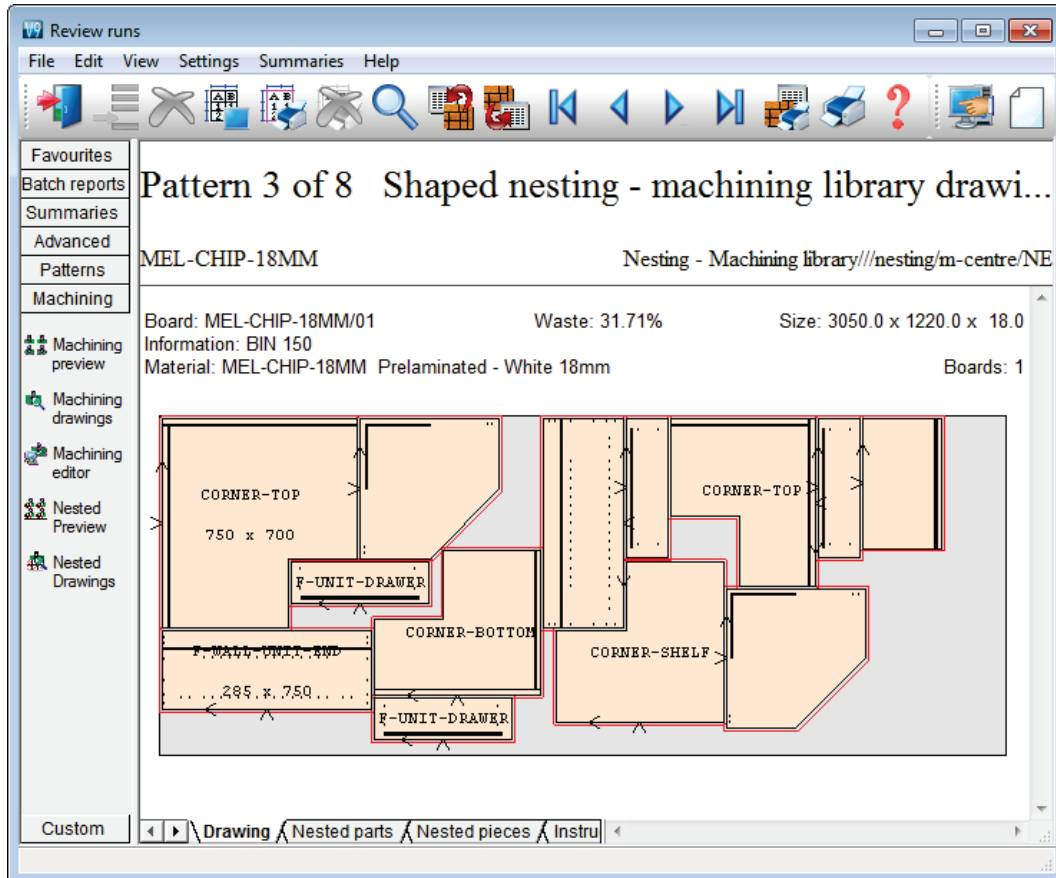 Review runs
File Edit View Settings Summaries Help
Favourites
Batch reports
Summaries
Advanced
Patterns
Machining
Machining
preview
Machining
drawings
Machining
editor
Nested
Preview
Nested
Drawings
Custom
Pattern 3 of 8 Shaped nesting - machining library drawi...
MEL-CHIP-18MM Nesting - Machining library///nesting/m-centre/NE
Board: MEL-CHIP-18MM/01 Waste: 31.71% Size: 3050.0 x 1220.0 x 18.0
Information: BIN 150
Material: MEL-CHIP-18MM Prelaminated - White 18mm Boards: 1
CORNER-TOP
750 x 700
F-UNIT-DRAWER
F-WALL-UNIT-END
285 x 750
CORNER-BOTTOM
F-UNIT-DRAWER
CORNER-TOP
CORNER-SHELF
Drawing Nested parts Nested pieces Instru